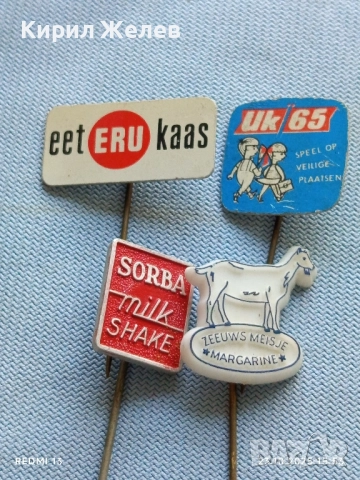 Кирил Желев
eet ERU kaas
UK'65
SPEEL OP
VEILIGE
PLAATSEN
SORBA
milk
SHAKE
ZEEUWS MEISJE
★MARGARINE★
REDMI 13